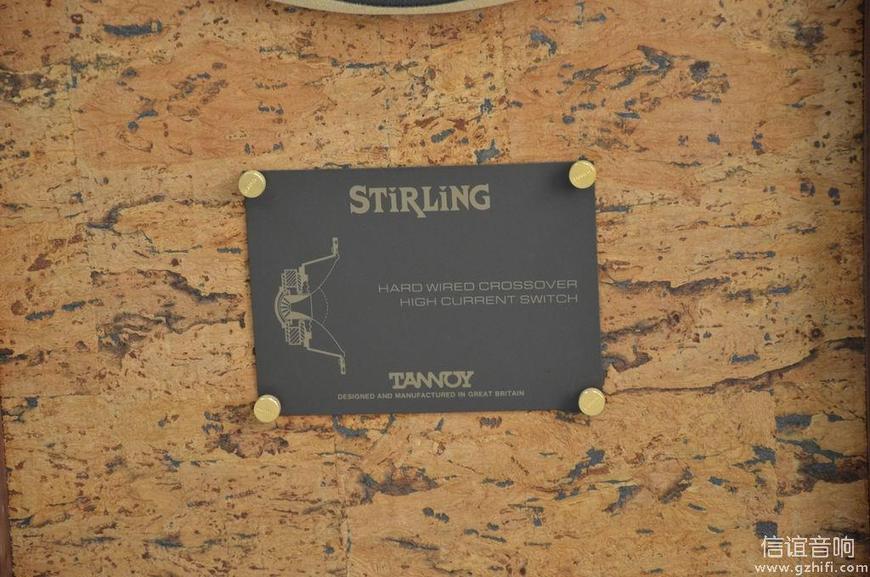 STiRLiNG
HARD WIRED CROSSOVER
HIGH CURRENT SWITCH
TANNOY
DESIGNED AND MANUFACTURED IN GREAT BRITAIN
信谊音响
www.gzhifi.com